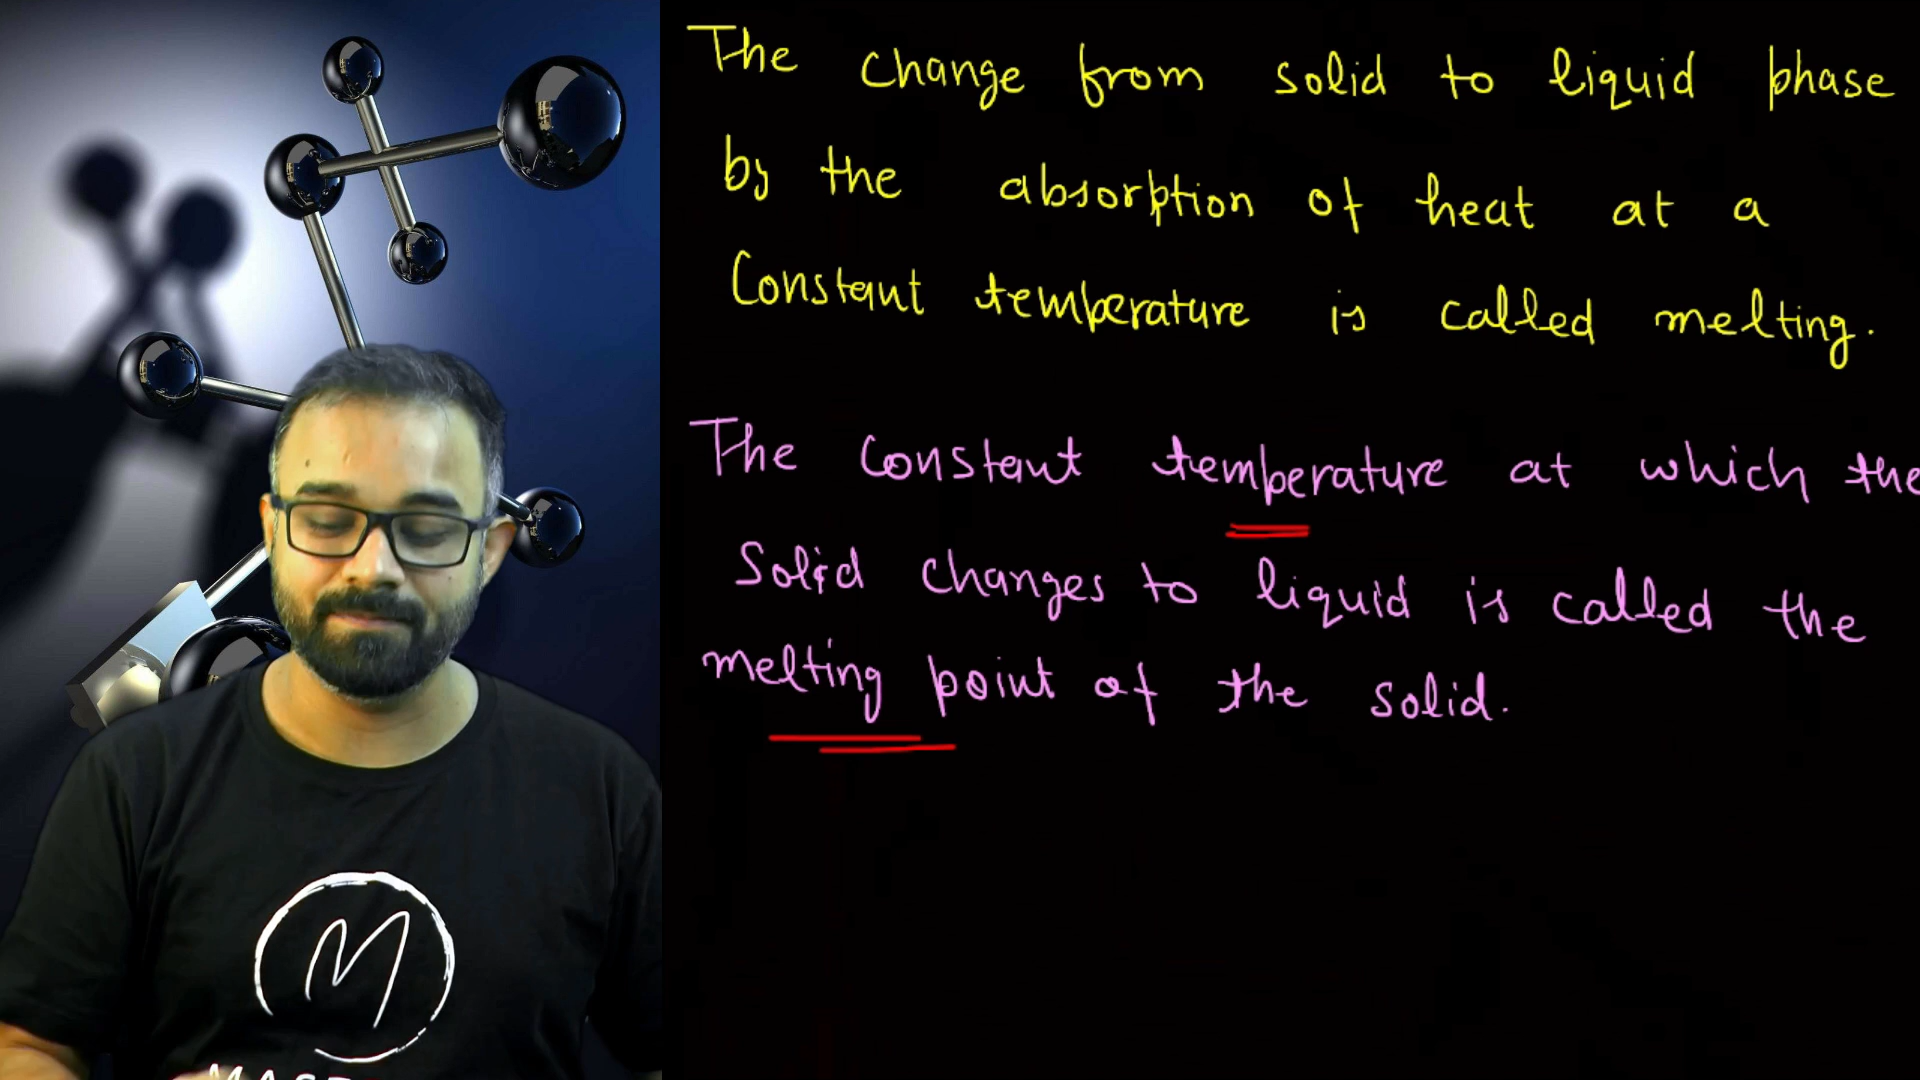 The change from solid to liquid phase
by the absorption of heat at a
Constant temperature is called melting.
The constant temperature at which the
Solid changes to liquid is called the
melting point of the solid.
M